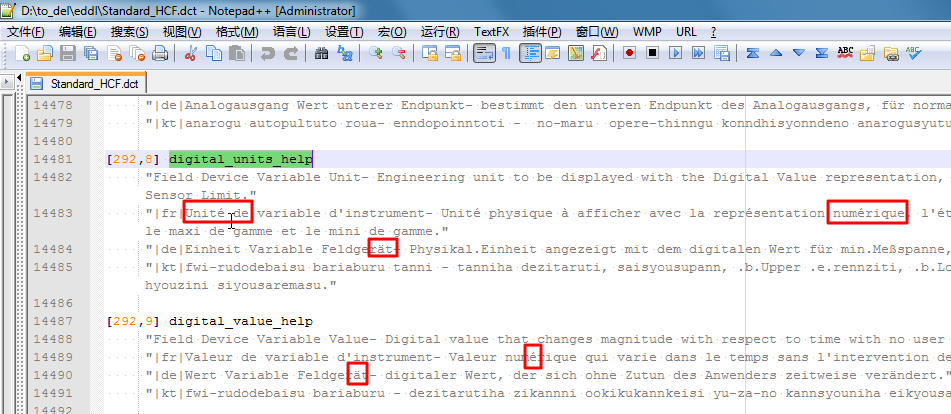 D:\to_del\eddl\Standard_HCF.dct - Notepad++ [Administrator]
文件(F) 编辑(E) 搜索(S) 视图(V) 格式(M) 语言(L) 设置(T) 宏(O) 运行(R) TextFX 插件(P) 窗口(W) WMP URL ?
Standard_HCF.dct
14478 "|de|Analogausgang Wert unterer Endpunkt- bestimmt den unteren Endpunkt des Analogausgangs, für norma
14479 "|kt|anarogu - autopultuto roua- enndopoinntoti - no-maru opere-thinngu konndhisyonndeno anarogusyutu
14480
14481 [292,8] digital_units_help
14482 "Field Device Variable Unit- Engineering unit to be displayed with the Digital Value representation,
Sensor Limit."
14483 "|fr|Unité de variable d'instrument- Unité physique à afficher avec la représentation numérique, l'ét
le maxi de gamme et le mini de gamme."
14484 "|de|Einheit Variable Feldgerät- Physikal.Einheit angezeigt mit dem digitalen Wert für min.Meßspanne,
14485 "|kt|fwi-rudodebaisu bariaburu tanni - tanniha dezitaruti, saisyousupann, .b.Upper .e.rennziti, .b.Lo
hyouzini siyousaremasu."
14486
14487 [292,9] digital_value_help
14488 "Field Device Variable Value- Digital value that changes magnitude with respect to time with no user
14489 "|fr|Valeur de variable d'instrument- Valeur numérique qui varie dans le temps sans l'intervention de
14490 "|de|Wert Variable Feldgerät- digitaler Wert, der sich ohne Zutun des Anwenders zeitweise verändert."
14491 "|kt|fwi-rudodebaisu bariaburu - dezitarutiha zikannni ookikukannkeisi yu-za-no kannsyouniha eikyous
14492